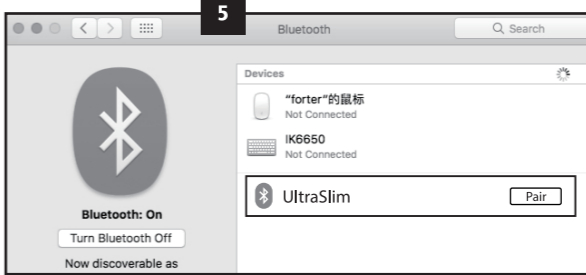 5
Bluetooth
Search
Devices
“forter”的鼠标
Not Connected
IK6650
Not Connected
UltraSlim
Pair
Bluetooth: On
Turn Bluetooth Off
Now discoverable as